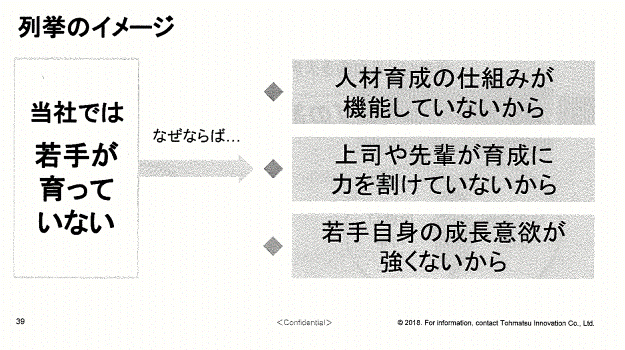 列挙のイメージ
当社では
若手が
育って
いない
なぜならば…
人材育成の仕組みが
機能していないから
上司や先輩が育成に
力を割けていないから
若手自身の成長意欲が
強くないから
39
<Confidential>
© 2018. For information, contact Tohmatsu Innovation Co., Ltd.